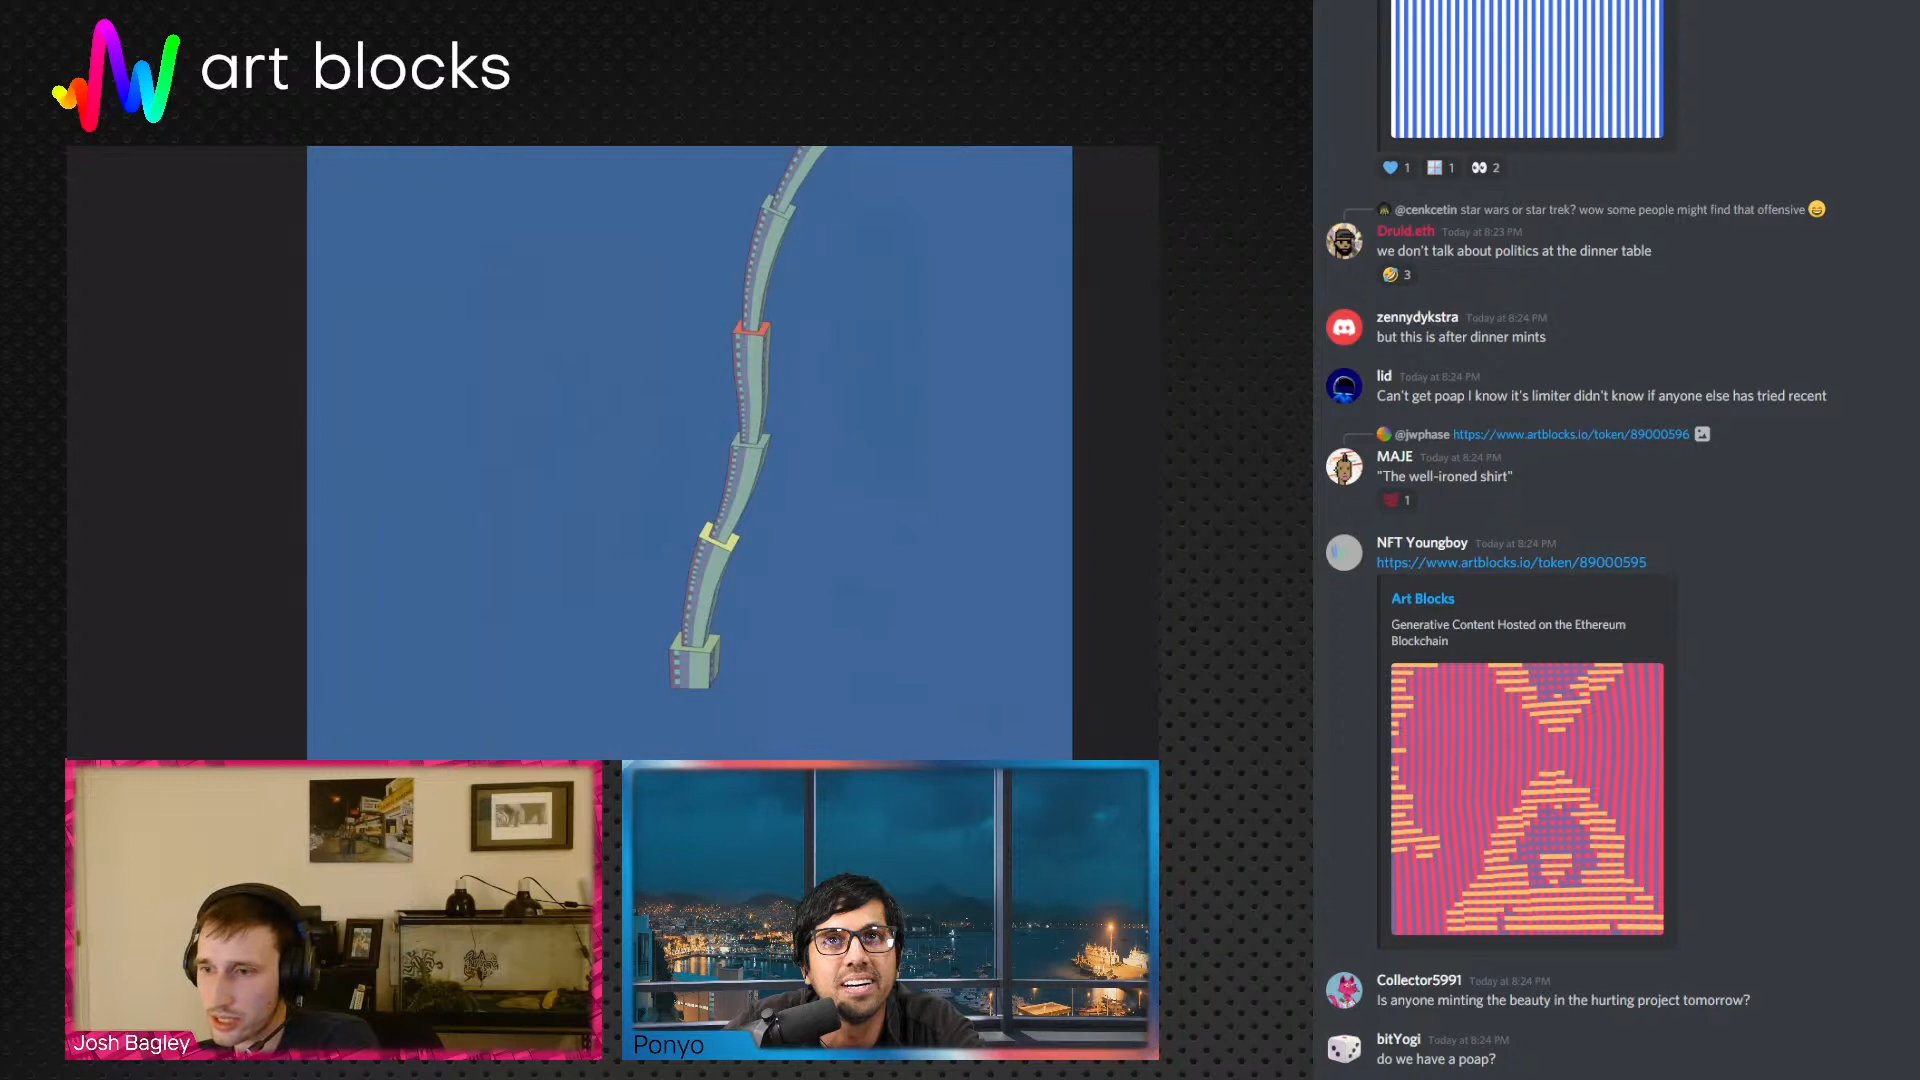 art blocks
1
1
2
@cenkcetin star wars or star trek? wow some people might find that offensive
Druid.eth Today at 8:23 PM
we don't talk about politics at the dinner table
3
zennydykstra Today at 8:24 PM
but this is after dinner mints
lid Today at 8:24 PM
Can't get poap I know it's limiter didn't know if anyone else has tried recent
@jwphase https://www.artblocks.io/token/89000596
MAJE Today at 8:24 PM
"The well-ironed shirt"
1
NFT Youngboy Today at 8:24 PM
https://www.artblocks.io/token/89000595
Art Blocks
Generative Content Hosted on the Ethereum
Blockchain
Collector5991 Today at 8:24 PM
Is anyone minting the beauty in the hurting project tomorrow?
bitYogi Today at 8:24 PM
do we have a poap?
Josh Bagley
Ponyo